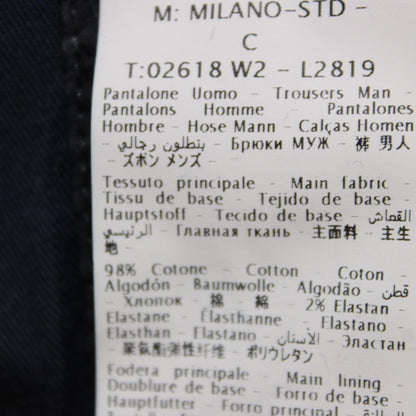 M: MILANO-STD -
C
T:02618 W2 - L2819
Pantalone Uomo - Trousers Man -
Pantalons Homme - Pantalones
Hombre - Hose Mann - Calças Homen
- بنطلون رجالي - Брюки МУЖ - 裤 男人
- ズボン メンズ -
Tessuto principale - Main fabric -
Tissu de base - Tejido de base -
Hauptstoff - Tecido de base - القماش
الرئيسي - Главная ткань - 主面料 - 主生
地 -
98% Cotone - Cotton Coton -
Algodón - Baumwolle - Algodão - قطن
- Хлопок - 棉 綿 2% Elastan -
Elastane - Élasthanne - Elastano -
Elasthan - Elastano - الأستان - Эластан
- 聚氨酯弹性纤维 - ポリウレタン
Fodera principale - Main lining -
Doublure de base - Forro de base -
Hauptfutter - Forro principal -